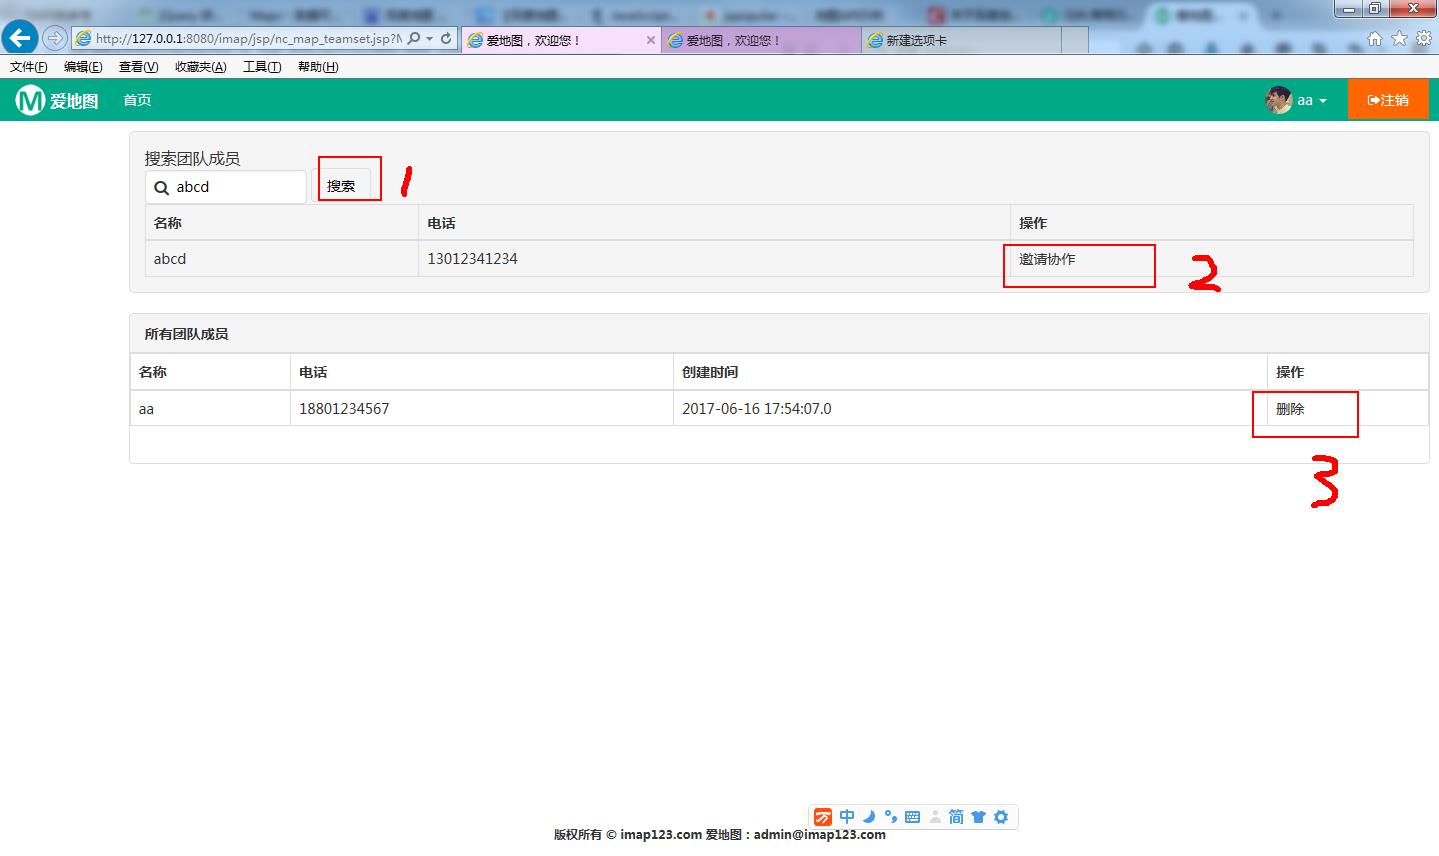 http://127.0.0.1:8080/imap/jsp/nc_map_teamset.jsp?M
爱地图，欢迎您！
爱地图，欢迎您！
新建选项卡
文件(F) 编辑(E) 查看(V) 收藏夹(A) 工具(T) 帮助(H)
M 爱地图 首页 aa 注销
搜索团队成员
abcd 搜索 1
名称 电话 操作
abcd 13012341234 邀请协作 2
所有团队成员
名称 电话 创建时间 操作
aa 18801234567 2017-06-16 17:54:07.0 删除
3
中 简
版权所有 © imap123.com 爱地图：admin@imap123.com